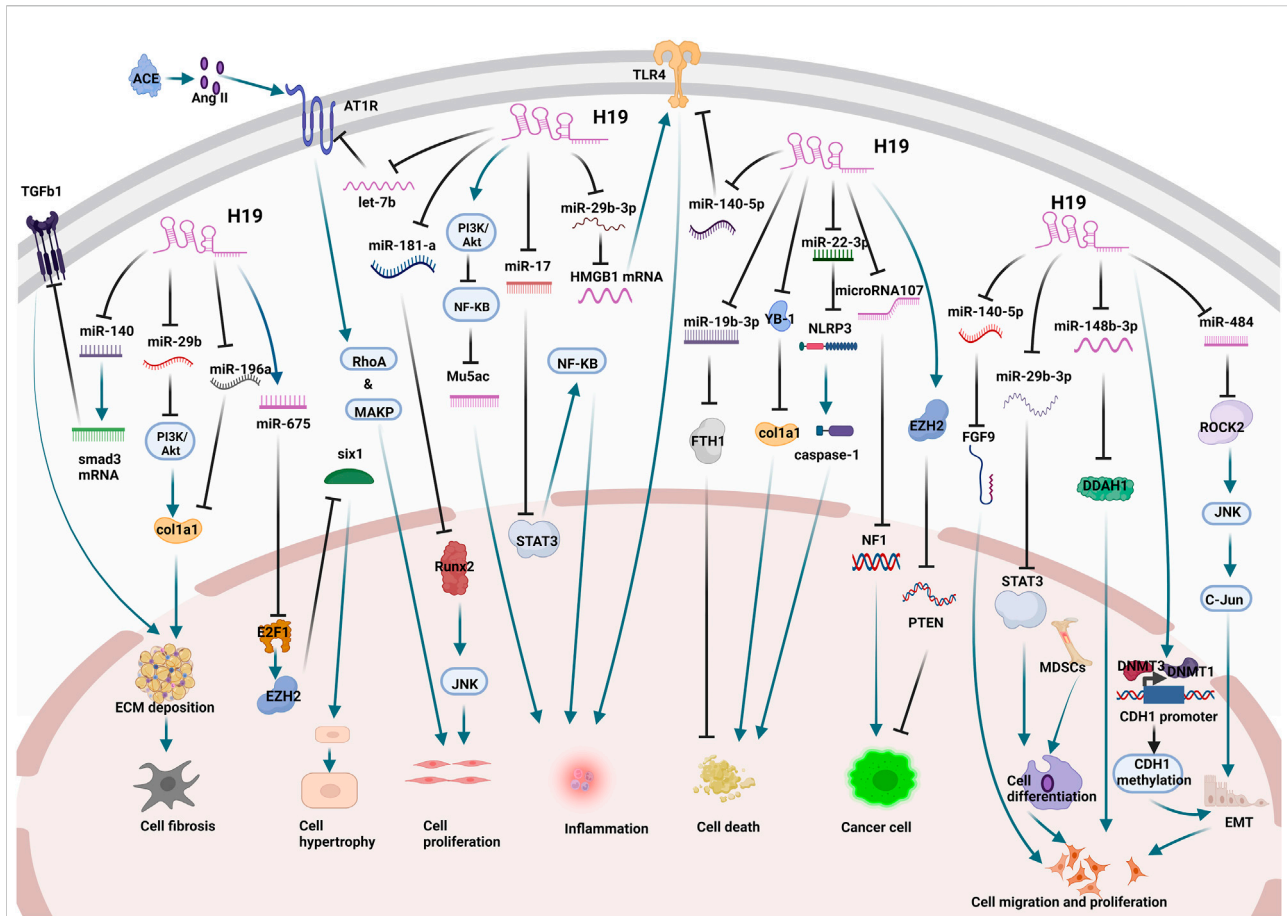 ACE
Ang II
AT1R
TLR4
TGFb1
H19
miR-140
smad3
mRNA
miR-29b
PI3K/
Akt
col1a1
miR-196a
miR-675
E2F1
EZH2
six1
ECM deposition
Cell fibrosis
Cell
hypertrophy
H19
let-7b
miR-181-a
PI3K/
Akt
NF-KB
Mu5ac
miR-17
miR-29b-3p
HMGB1 mRNA
RhoA
&
MAKP
NF-KB
STAT3
Runx2
JNK
Cell
proliferation
Inflammation
H19
miR-140-5p
miR-19b-3p
FTH1
YB-1
col1a1
miR-22-3p
NLRP3
caspase-1
microRNA107
NF1
EZH2
PTEN
Cell death
Cancer cell
H19
miR-140-5p
FGF9
miR-29b-3p
STAT3
MDSCs
miR-148b-3p
DDAH1
miR-484
ROCK2
JNK
C-Jun
DNMT3
DNMT1
CDH1 promoter
CDH1
methylation
Cell
differentiation
EMT
Cell migration and proliferation